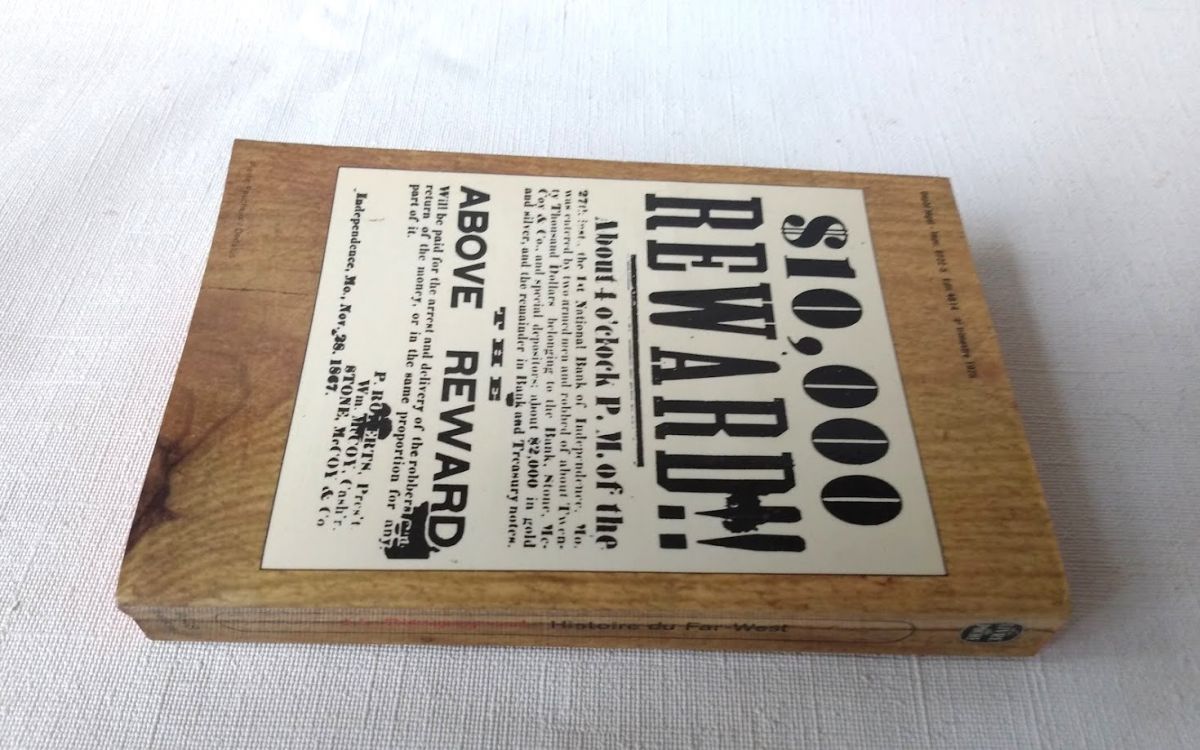 $10,000
REWARD!!
About 4 o'clock P. M. of the
27th inst., the 1st National Bank of Independence, Mo.
was entered by two armed men and robbed of about Twen-
ty Thousand Dollars belonging to the Bank, Stone, Mc-
Coy & Co., and special depositors; about $2,000 in gold
and silver, and the remainder in Bank and Treasury notes.
THE
ABOVE REWARD
Will be paid for the arrest and delivery of the robbers and
return of the money, or in the same proportion for any
part of it.
P. ROBERTS, Pres't.
Wm. McCOY, Cash'r.
STONE, McCOY & Co.
Independence, Mo., Nov. 28, 1867.
Histoire du Far-West